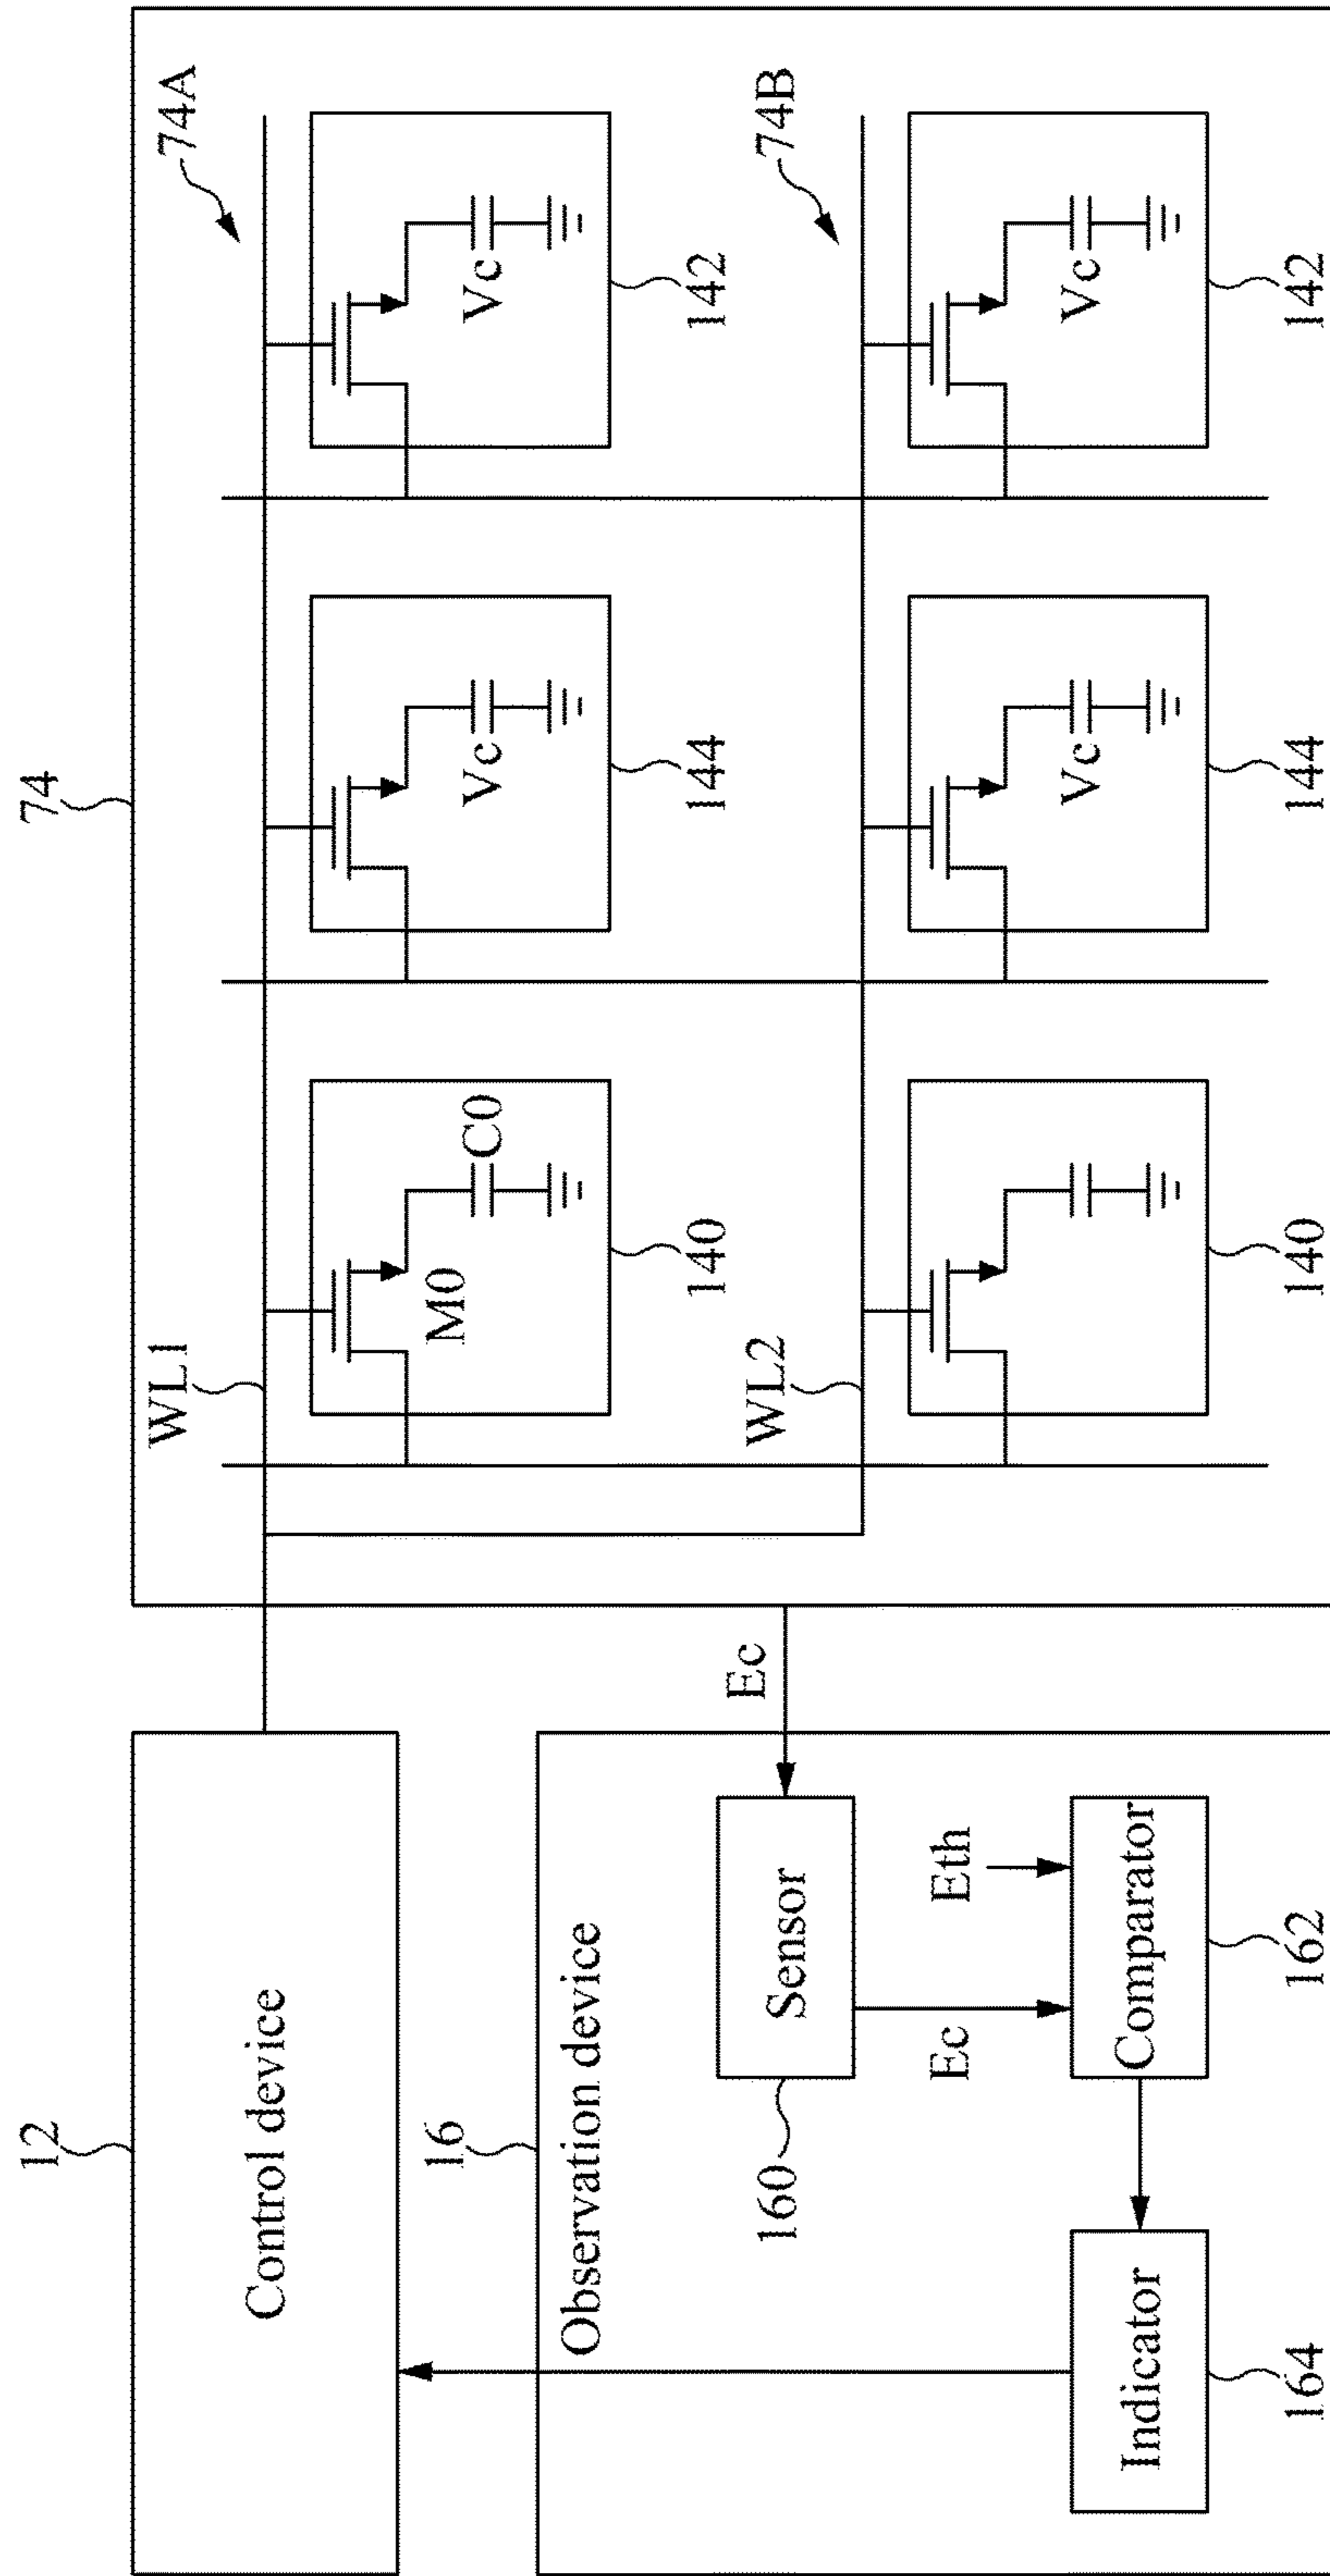 12
Control device
16
Observation device
Sensor
160
Ec
Ec
Eth
Comparator
162
Indicator
164
74
74A
WL1
M0
C0
140
Vc
144
Vc
142
74B
WL2
140
Vc
144
Vc
142